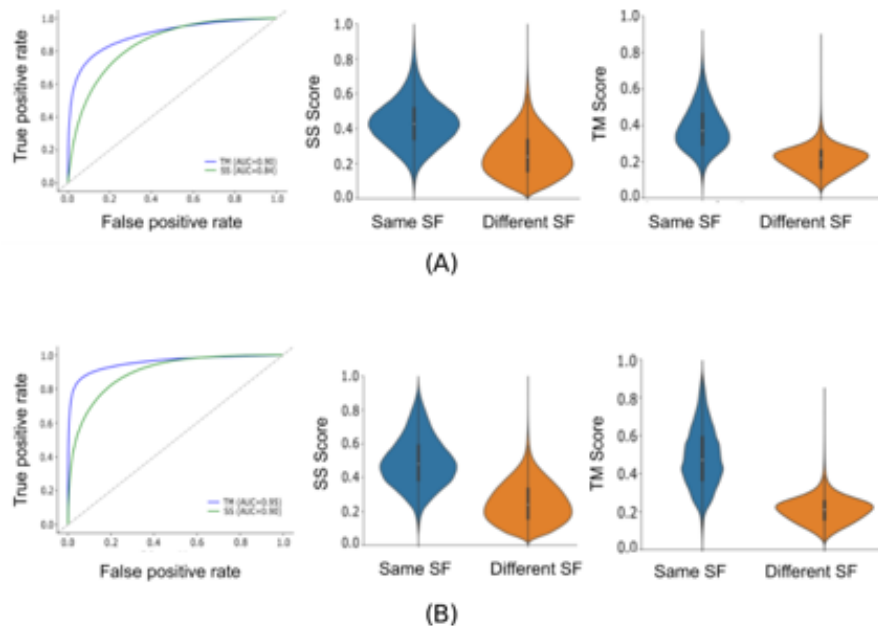 True positive rate
1.0
0.8
0.6
0.4
0.2
0.0
TM (AUC=0.90)
SS (AUC=0.84)
0.0 0.2 0.4 0.6 0.8 1.0
False positive rate
SS Score
1.0
0.8
0.6
0.4
0.2
0.0
Same SF Different SF
TM Score
1.0
0.8
0.6
0.4
0.2
0.0
Same SF Different SF
(A)
True positive rate
1.0
0.8
0.6
0.4
0.2
0.0
TM (AUC=0.95)
SS (AUC=0.90)
0.0 0.2 0.4 0.6 0.8 1.0
False positive rate
SS Score
1.0
0.8
0.6
0.4
0.2
0.0
Same SF Different SF
TM Score
1.0
0.8
0.6
0.4
0.2
0.0
Same SF Different SF
(B)